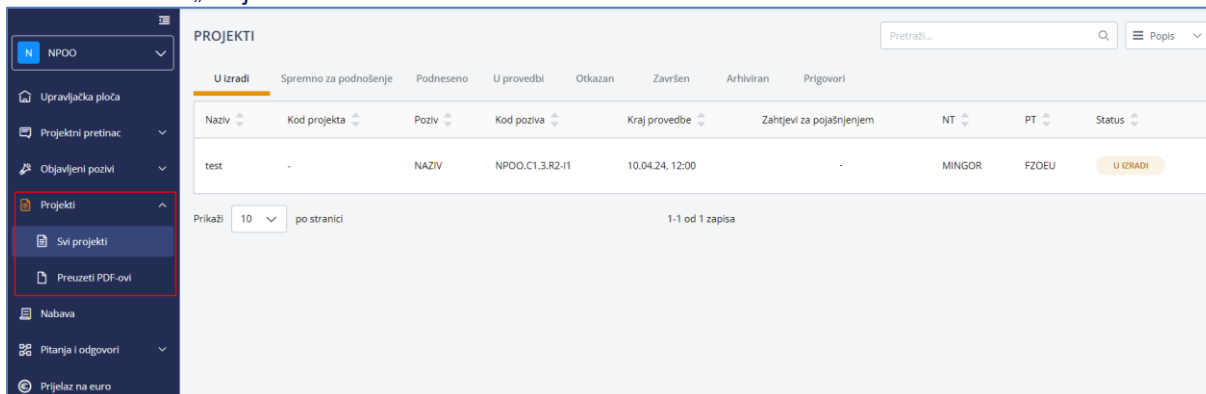 N NPOO
Upravljačka ploča
Projektni pretinac
Objavljeni pozivi
Projekti
Svi projekti
Preuzeti PDF-ovi
Nabava
Pitanja i odgovori
Prijelaz na euro
PROJEKTI
Pretraži...
Popis
U izradi Spremno za podnošenje Podneseno U provedbi Otkazan Završen Arhiviran Prigovori
Naziv Kod projekta Poziv Kod poziva Kraj provedbe Zahtjevi za pojašnjenjem NT PT Status
test - NAZIV NPOO.C1.3.R2-I1 10.04.24, 12:00 - MINGOR FZOEU U IZRADI
Prikaži 10 po stranici 1-1 od 1 zapisa